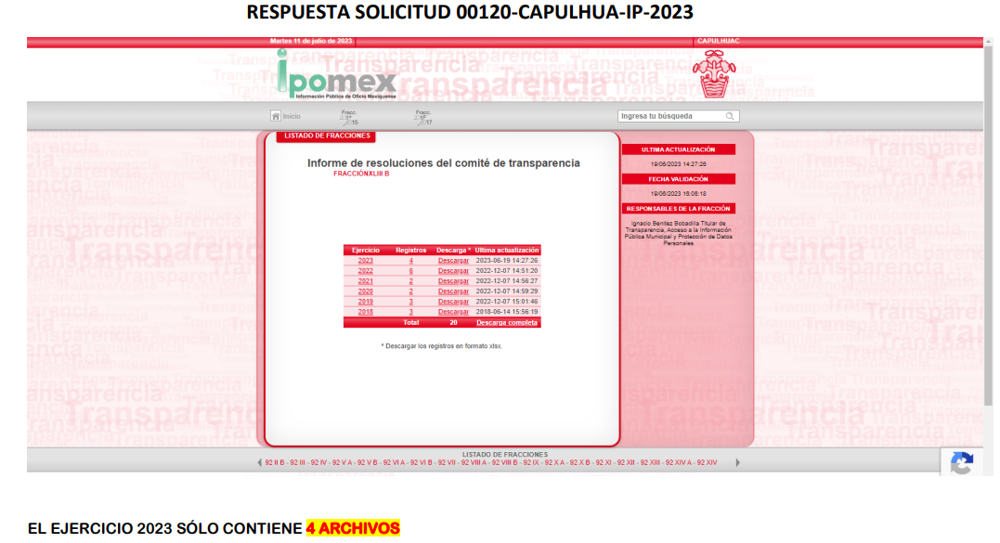 RESPUESTA SOLICITUD 00120-CAPULHUA-IP-2023
Martes 11 de julio de 2023
CAPULHUAC
ipomex
Información Pública de Oficio Mexiquense
Inicio
Fracc.
Fracc.
Ingresa tu búsqueda
LISTADO DE FRACCIONES
Informe de resoluciones del comité de transparencia
FRACCIÓNXLIII B
Ejercicio Registros Descarga * Ultima actualización
2023 4 Descargar 2023-06-19 14:27:26
2022 6 Descargar 2022-12-07 14:51:20
2021 2 Descargar 2022-12-07 14:56:27
2020 2 Descargar 2022-12-07 14:59:29
2019 3 Descargar 2022-12-07 15:01:46
2018 3 Descargar 2018-06-14 15:56:19
Total 20 Descarga completa
* Descargar los registros en formato xlsx.
ULTIMA ACTUALIZACIÓN
19/06/2023 14:27:26
FECHA VALIDACIÓN
19/06/2023 16:06:18
RESPONSABLES DE LA FRACCIÓN
Ignacio Benitez Bobadilla Titular de
Transparencia, Acceso a la Información
Pública Municipal y Protección de Datos
Personales
LISTADO DE FRACCIONES
92 II B - 92 III - 92 IV - 92 V A - 92 V B - 92 VI A - 92 VI B - 92 VII - 92 VIII A - 92 VIII B - 92 IX - 92 X A - 92 X B - 92 XI - 92 XII - 92 XIII - 92 XIV A - 92 XIV
EL EJERCICIO 2023 SÓLO CONTIENE 4 ARCHIVOS